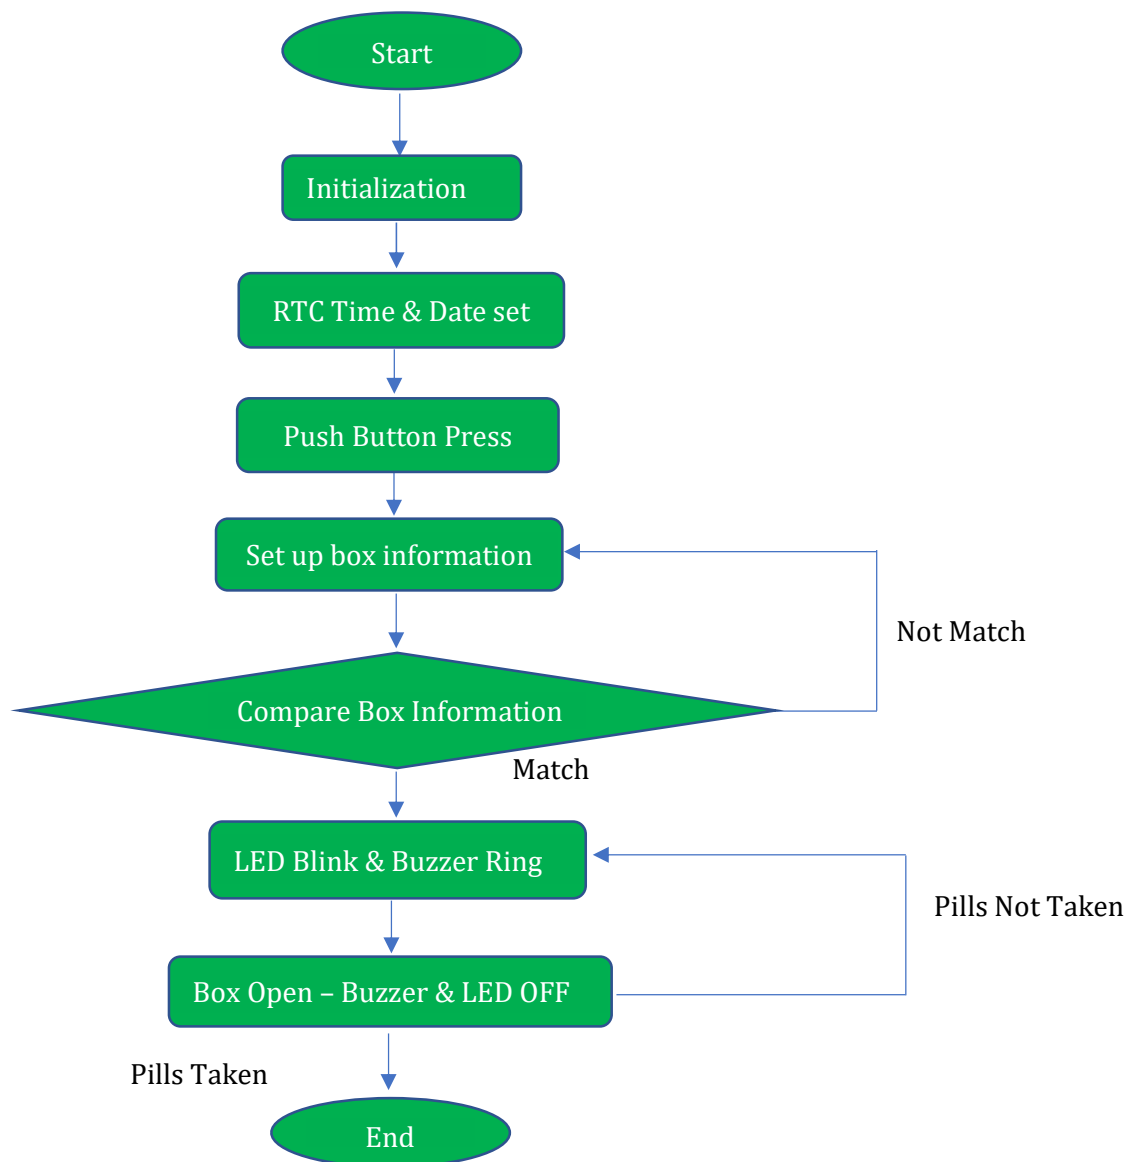 Start
Initialization
RTC Time & Date set
Push Button Press
Set up box information
Not Match
Compare Box Information
Match
LED Blink & Buzzer Ring
Pills Not Taken
Box Open – Buzzer & LED OFF
Pills Taken
End